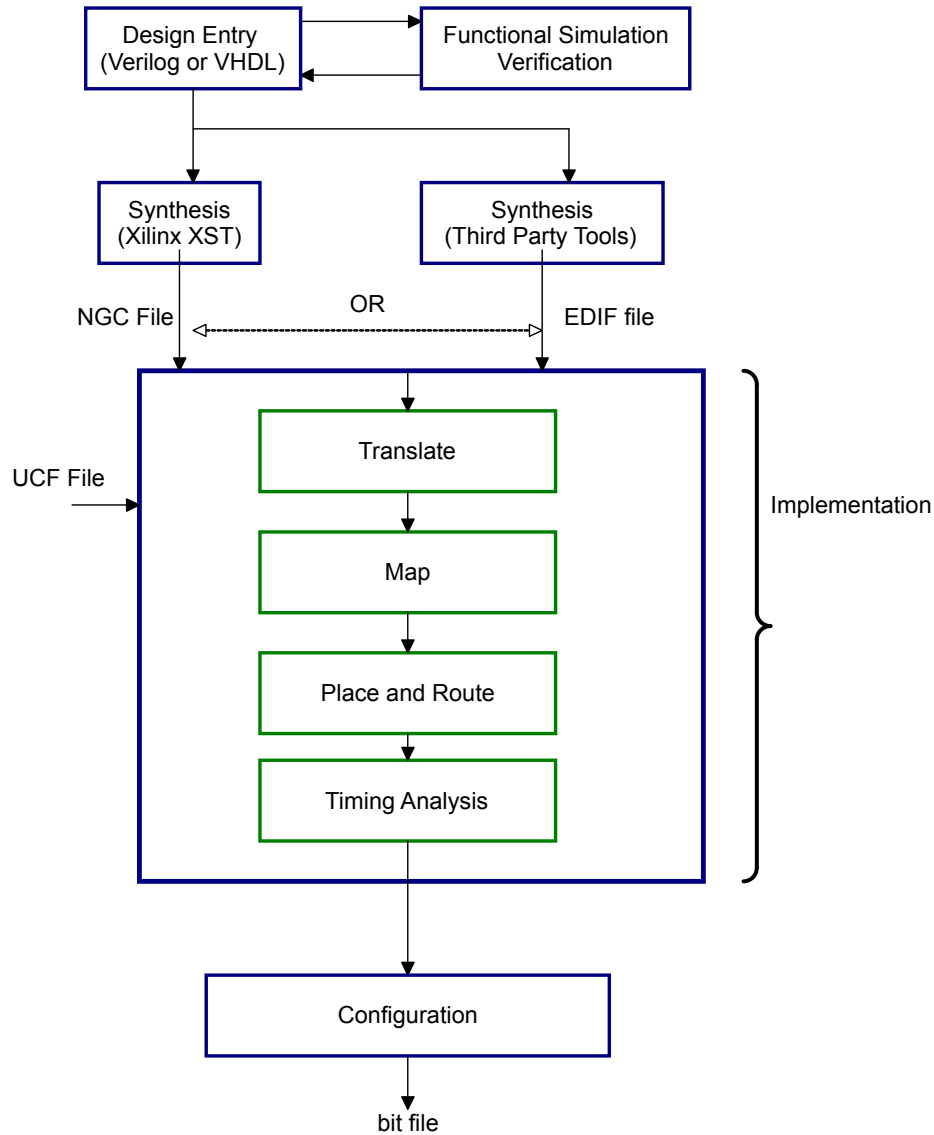 Design Entry
(Verilog or VHDL)
Functional Simulation
Verification
Synthesis
(Xilinx XST)
Synthesis
(Third Party Tools)
NGC File
OR
EDIF file
Translate
UCF File
Implementation
Map
Place and Route
Timing Analysis
Configuration
bit file